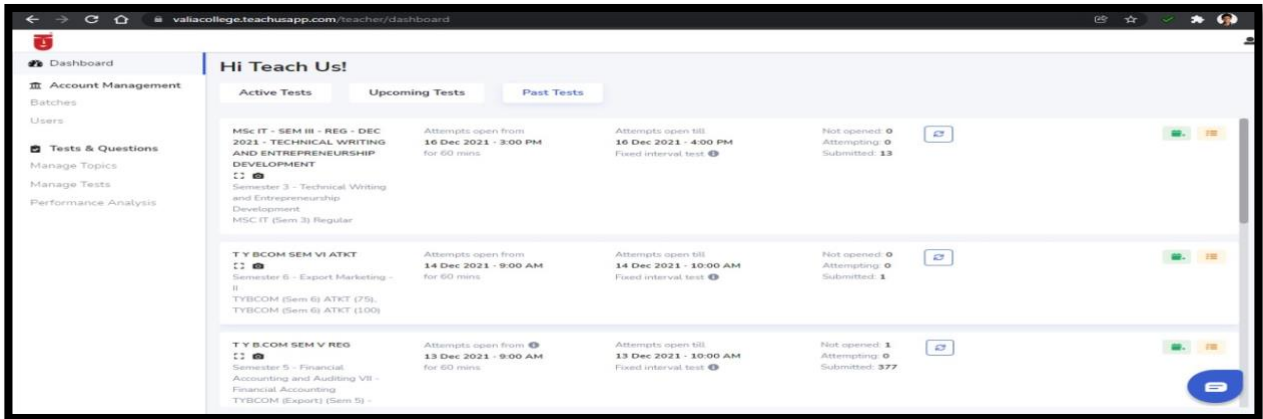 valiacollege.teachusapp.com/teacher/dashboard
Dashboard
Account Management
Batches
Users
Tests & Questions
Manage Topics
Manage Tests
Performance Analysis
Hi Teach Us!
Active Tests
Upcoming Tests
Past Tests
MSc IT - SEM III - REG - DEC
2021 - TECHNICAL WRITING
AND ENTREPRENEURSHIP
DEVELOPMENT
Semester 3 - Technical Writing
and Entrepreneurship
Development
MSC IT (Sem 3) Regular
Attempts open from
16 Dec 2021 - 3:00 PM
for 60 mins
Attempts open till
16 Dec 2021 - 4:00 PM
Fixed interval test
Not opened: 0
Attempting: 0
Submitted: 13
T Y BCOM SEM VI ATKT
Semester 6 - Export Marketing -
II
TYBCOM (Sem 6) ATKT (75),
TYBCOM (Sem 6) ATKT (100)
Attempts open from
14 Dec 2021 - 9:00 AM
for 60 mins
Attempts open till
14 Dec 2021 - 10:00 AM
Fixed interval test
Not opened: 0
Attempting: 0
Submitted: 1
T Y B.COM SEM V REG
Semester 5 - Financial
Accounting and Auditing VII -
Financial Accounting
TYBCOM (Export) (Sem 5) -
Attempts open from
13 Dec 2021 - 9:00 AM
for 60 mins
Attempts open till
13 Dec 2021 - 10:00 AM
Fixed interval test
Not opened: 1
Attempting: 0
Submitted: 377